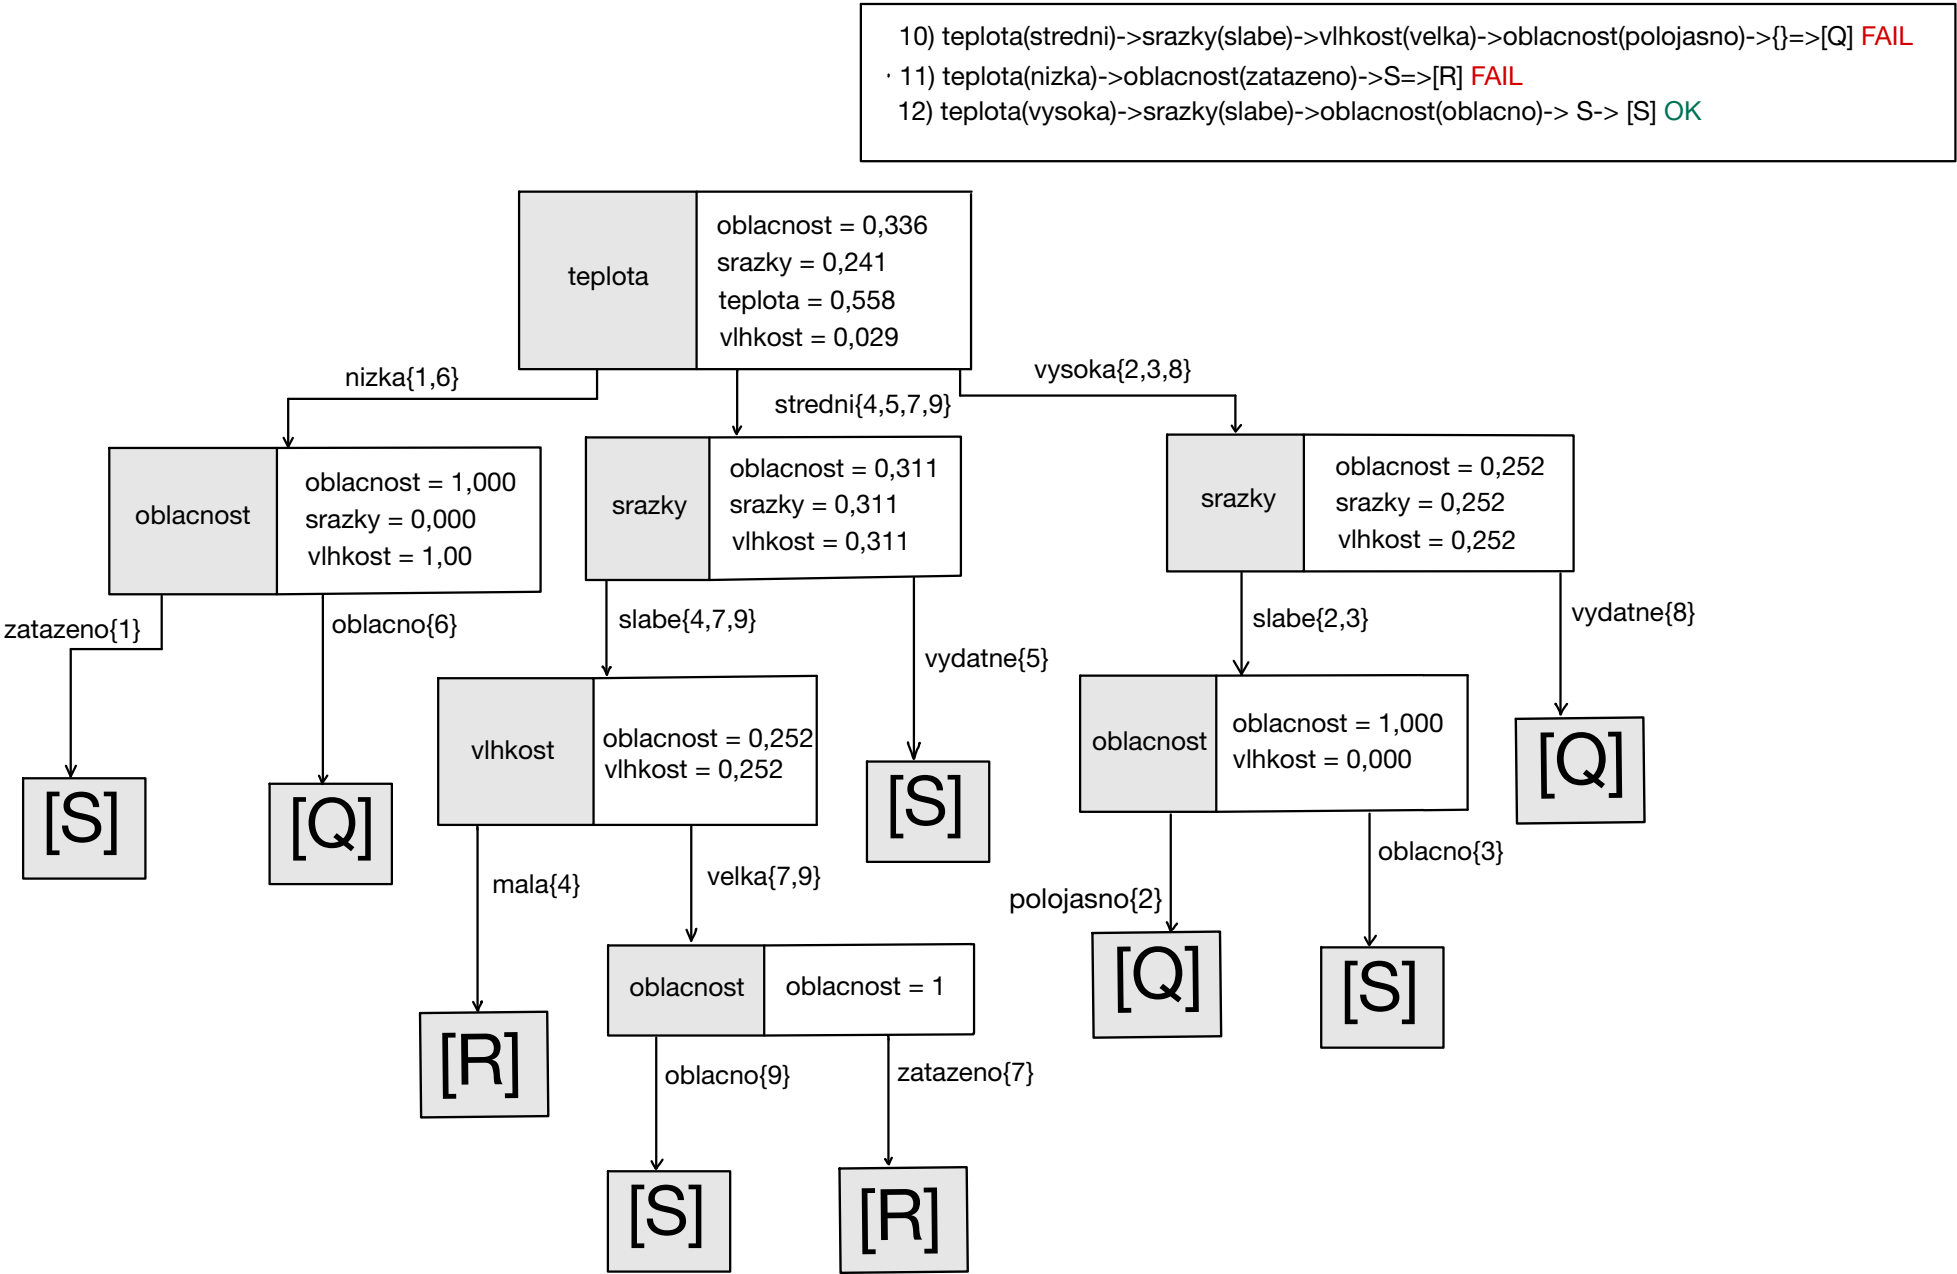 10) teplota(stredni)->srazky(slabe)->vlhkost(velka)->oblacnost(polojasno)->{}=>[Q] FAIL
11) teplota(nizka)->oblacnost(zatazeno)->S=>[R] FAIL
12) teplota(vysoka)->srazky(slabe)->oblacnost(oblacno)-> S-> [S] OK
teplota
oblacnost = 0,336
srazky = 0,241
teplota = 0,558
vlhkost = 0,029
nizka{1,6}
stredni{4,5,7,9}
vysoka{2,3,8}
oblacnost
oblacnost = 1,000
srazky = 0,000
vlhkost = 1,00
srazky
oblacnost = 0,311
srazky = 0,311
vlhkost = 0,311
srazky
oblacnost = 0,252
srazky = 0,252
vlhkost = 0,252
zatazeno{1}
oblacno{6}
slabe{4,7,9}
vydatne{5}
slabe{2,3}
vydatne{8}
vlhkost
oblacnost = 0,252
vlhkost = 0,252
oblacnost
oblacnost = 1,000
vlhkost = 0,000
[S]
[Q]
[S]
[Q]
mala{4}
velka{7,9}
polojasno{2}
oblacno{3}
oblacnost
oblacnost = 1
[Q]
[S]
[R]
oblacno{9}
zatazeno{7}
[S]
[R]